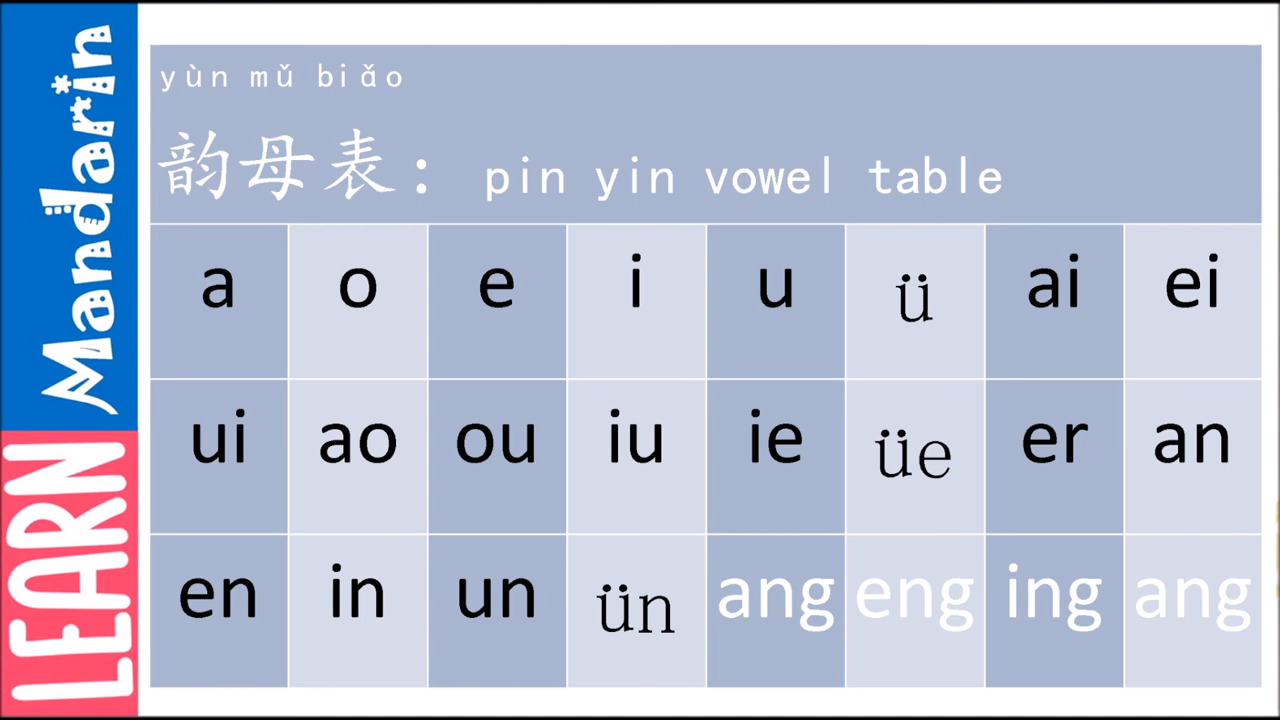 LEARN Mandarin
yùn mǔ biǎo
韵母表: pin yin vowel table
a o e i u ü ai ei
ui ao ou iu ie üe er an
en in un ün ang eng ing ang